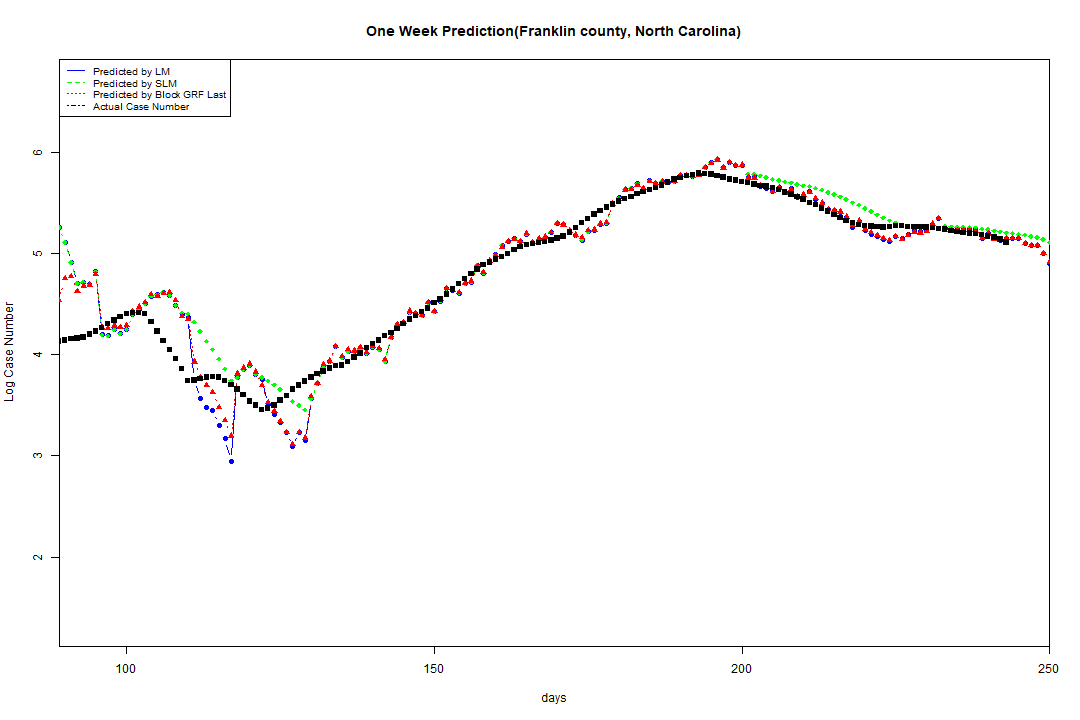 One Week Prediction(Franklin county, North Carolina)
Predicted by LM
Predicted by SLM
Predicted by Block GRF Last
Actual Case Number
6
5
4
3
2
Log Case Number
100
150
200
250
days